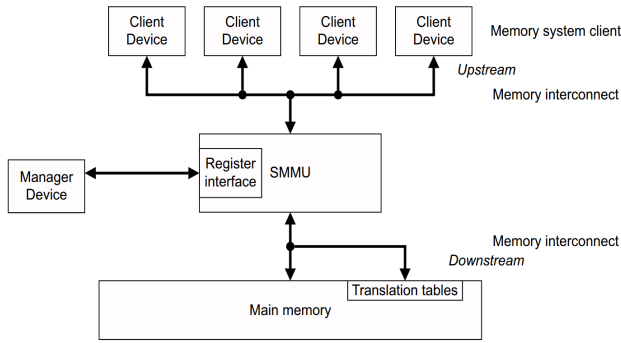 Client
Device
Client
Device
Client
Device
Client
Device
Memory system client
Upstream
Memory interconnect
Register
interface
SMMU
Manager
Device
Memory interconnect
Downstream
Translation tables
Main memory